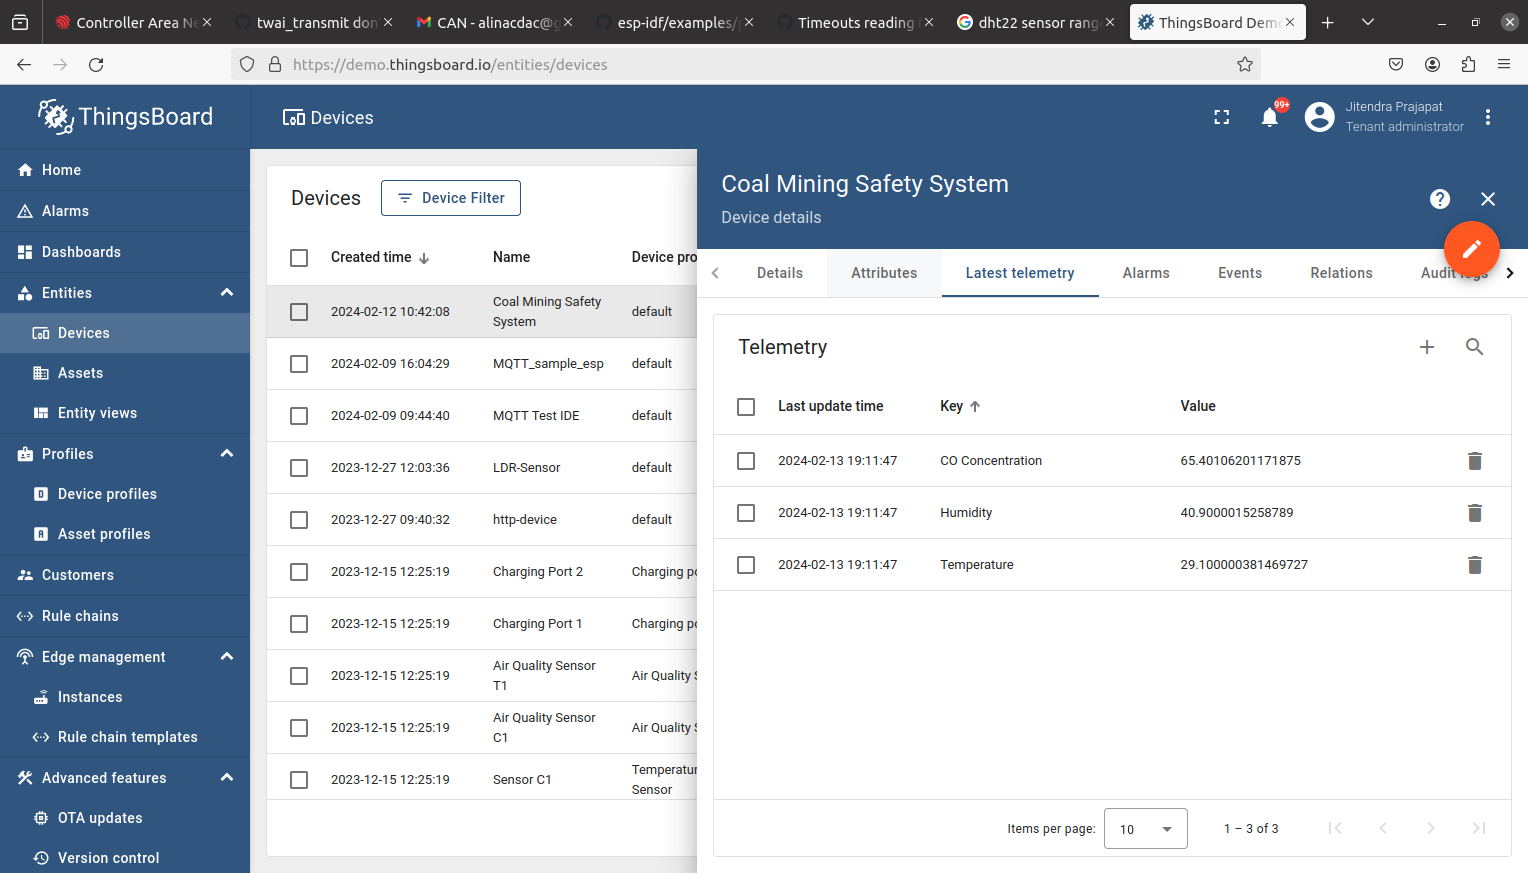 Controller Area Ne
twai_transmit don'
CAN - alinacdac@g
esp-idf/examples/p
Timeouts reading f
dht22 sensor rang
ThingsBoard Demo
https://demo.thingsboard.io/entities/devices
ThingsBoard
Devices
99+
Jitendra Prajapat
Tenant administrator
Home
Alarms
Dashboards
Entities
Devices
Assets
Entity views
Profiles
Device profiles
Asset profiles
Customers
Rule chains
Edge management
Instances
Rule chain templates
Advanced features
OTA updates
Version control
Devices
Device Filter
Created time Name Device pro
2024-02-12 10:42:08 Coal Mining Safety System default
2024-02-09 16:04:29 MQTT_sample_esp default
2024-02-09 09:44:40 MQTT Test IDE default
2023-12-27 12:03:36 LDR-Sensor default
2023-12-27 09:40:32 http-device default
2023-12-15 12:25:19 Charging Port 2 Charging po
2023-12-15 12:25:19 Charging Port 1 Charging po
2023-12-15 12:25:19 Air Quality Sensor T1 Air Quality S
2023-12-15 12:25:19 Air Quality Sensor C1 Air Quality S
2023-12-15 12:25:19 Sensor C1 Temperatur Sensor
Coal Mining Safety System
Device details
Details Attributes Latest telemetry Alarms Events Relations Audit logs
Telemetry
Last update time Key Value
2024-02-13 19:11:47 CO Concentration 65.40106201171875
2024-02-13 19:11:47 Humidity 40.9000015258789
2024-02-13 19:11:47 Temperature 29.100000381469727
Items per page: 10 1 – 3 of 3